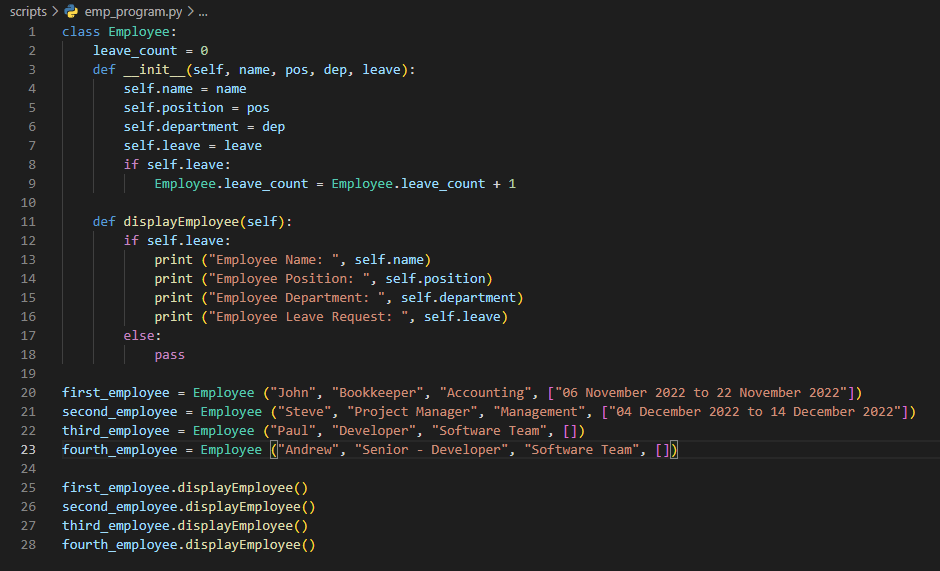 scripts > emp_program.py > ...
1 class Employee:
2     leave_count = 0
3     def __init__(self, name, pos, dep, leave):
4         self.name = name
5         self.position = pos
6         self.department = dep
7         self.leave = leave
8         if self.leave:
9             Employee.leave_count = Employee.leave_count + 1
10
11     def displayEmployee(self):
12         if self.leave:
13             print ("Employee Name: ", self.name)
14             print ("Employee Position: ", self.position)
15             print ("Employee Department: ", self.department)
16             print ("Employee Leave Request: ", self.leave)
17         else:
18             pass
19
20 first_employee = Employee ("John", "Bookkeeper", "Accounting", ["06 November 2022 to 22 November 2022"])
21 second_employee = Employee ("Steve", "Project Manager", "Management", ["04 December 2022 to 14 December 2022"])
22 third_employee = Employee ("Paul", "Developer", "Software Team", [])
23 fourth_employee = Employee ("Andrew", "Senior - Developer", "Software Team", [])
24
25 first_employee.displayEmployee()
26 second_employee.displayEmployee()
27 third_employee.displayEmployee()
28 fourth_employee.displayEmployee()